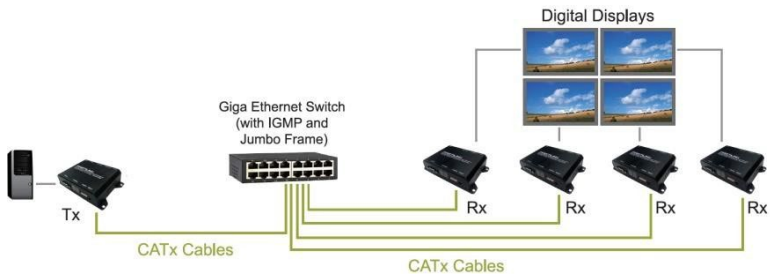 Digital Displays
Giga Ethernet Switch
(with IGMP and
Jumbo Frame)
Tx
Rx
Rx
Rx
Rx
CATx Cables
CATx Cables